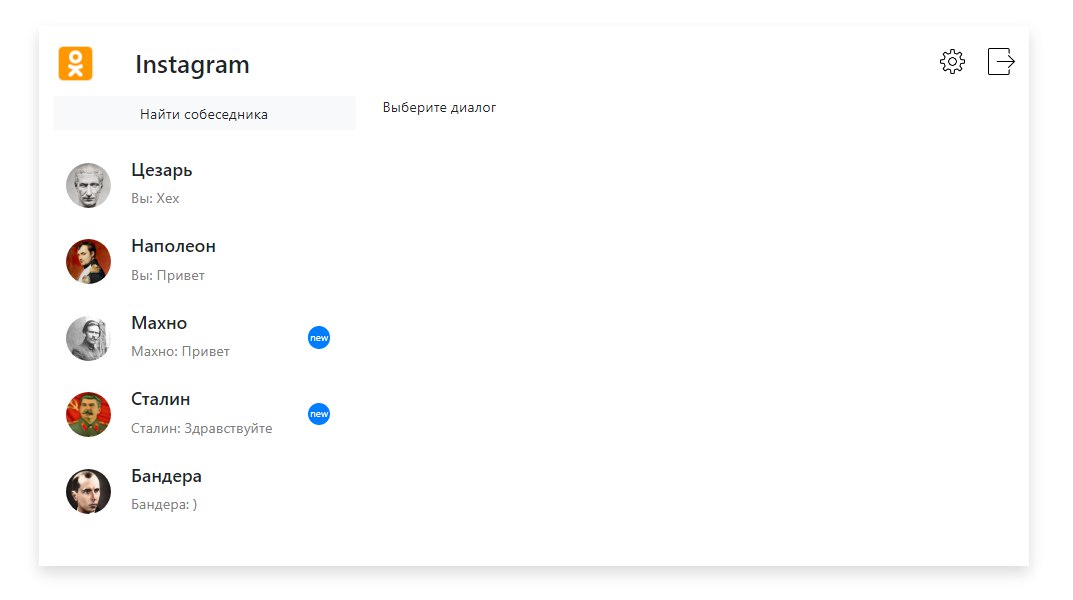 Instagram
Найти собеседника
Выберите диалог
Цезарь
Вы: Хех
Наполеон
Вы: Привет
Махно
Махно: Привет
new
Сталин
Сталин: Здравствуйте
new
Бандера
Бандера: )